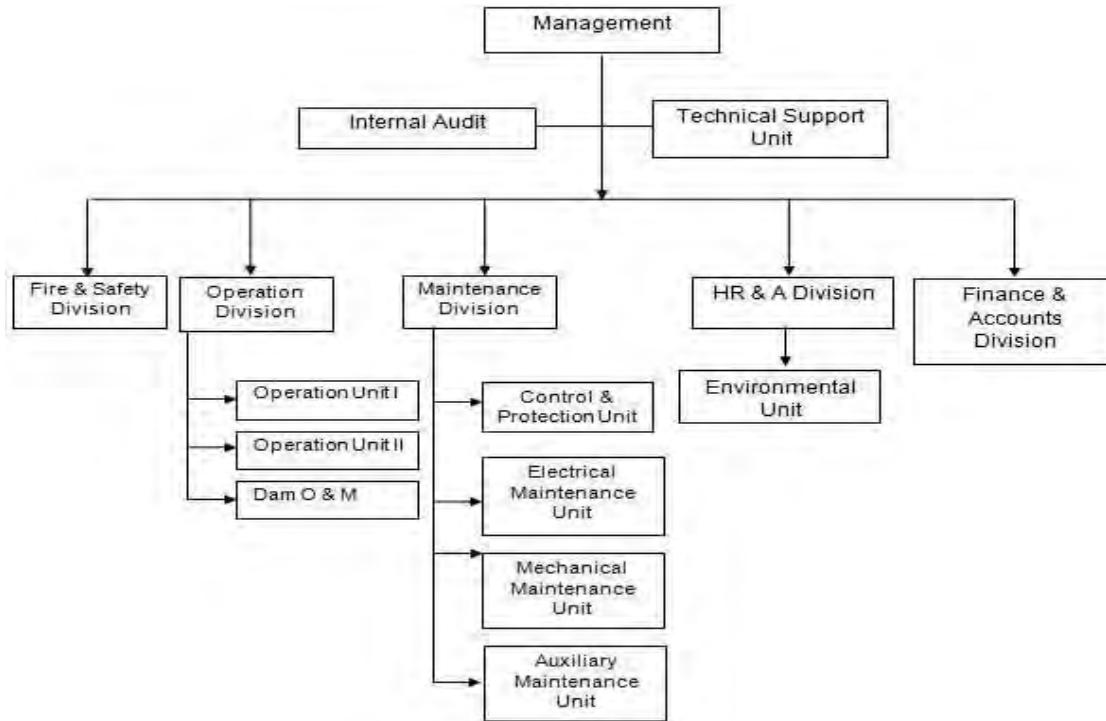 Management
Internal Audit
Technical Support
Unit
Fire & Safety
Division
Operation
Division
Maintenance
Division
HR & A Division
Finance &
Accounts
Division
Operation Unit I
Operation Unit II
Dam O & M
Control &
Protection Unit
Electrical
Maintenance
Unit
Mechanical
Maintenance
Unit
Auxiliary
Maintenance
Unit
Environmental
Unit